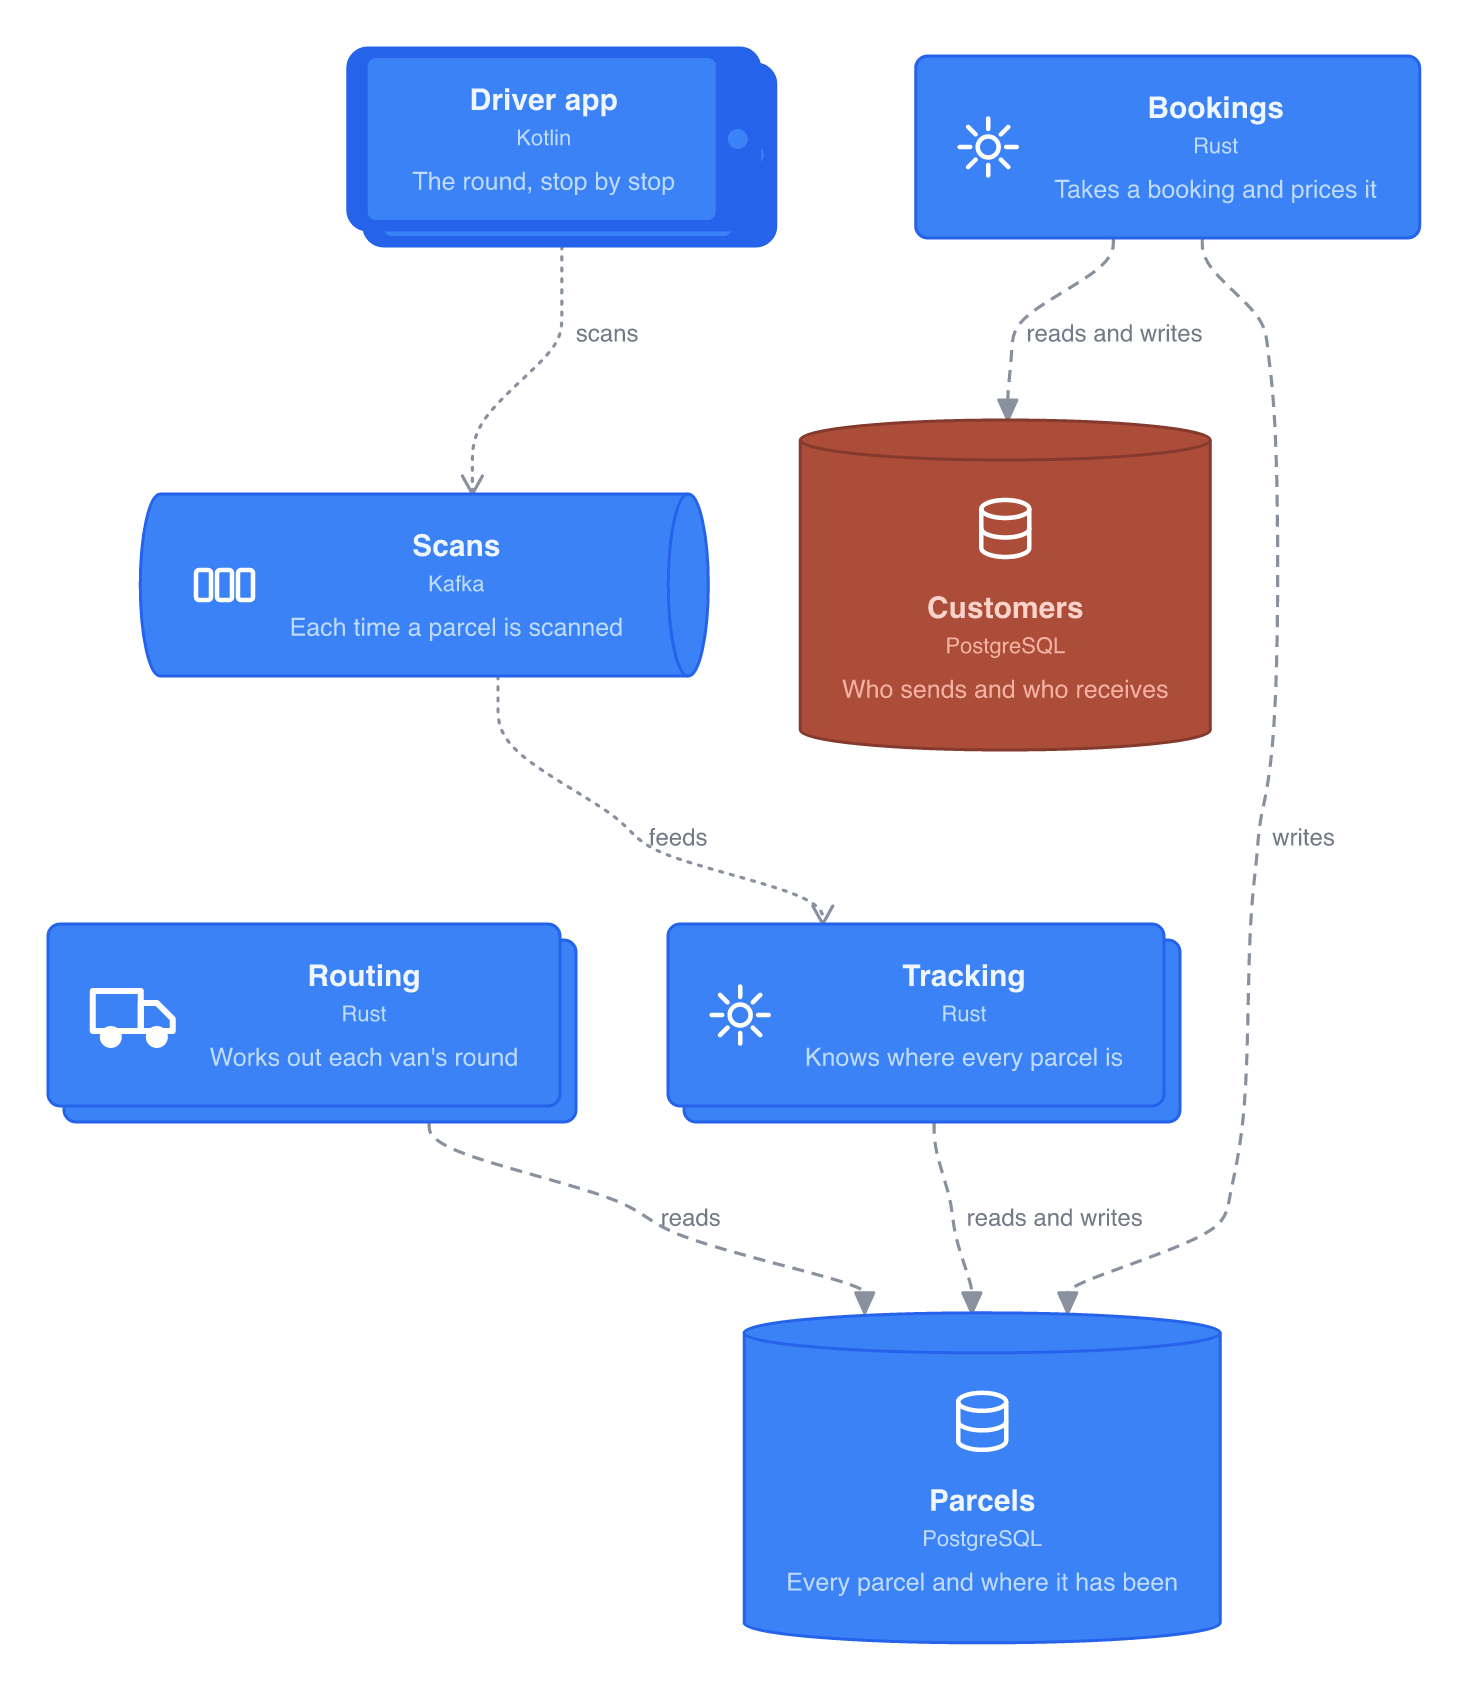 Driver app
Kotlin
The round, stop by stop
Bookings
Rust
Takes a booking and prices it
scans
reads and writes
Scans
Kafka
Each time a parcel is scanned
Customers
PostgreSQL
Who sends and who receives
feeds
writes
Routing
Rust
Works out each van's round
Tracking
Rust
Knows where every parcel is
reads
reads and writes
Parcels
PostgreSQL
Every parcel and where it has been